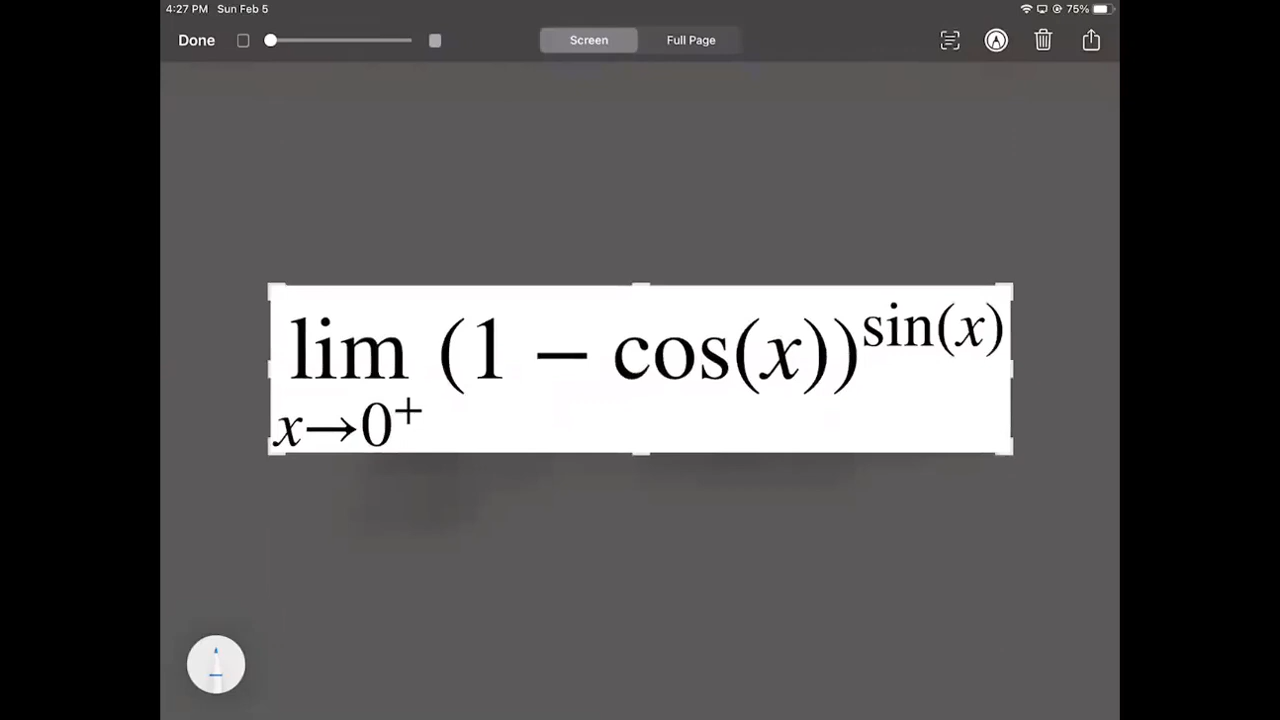 4:27 PM Sun Feb 5 75%
Done Screen Full Page
lim (1 − cos(x))^sin(x)
x→0⁺